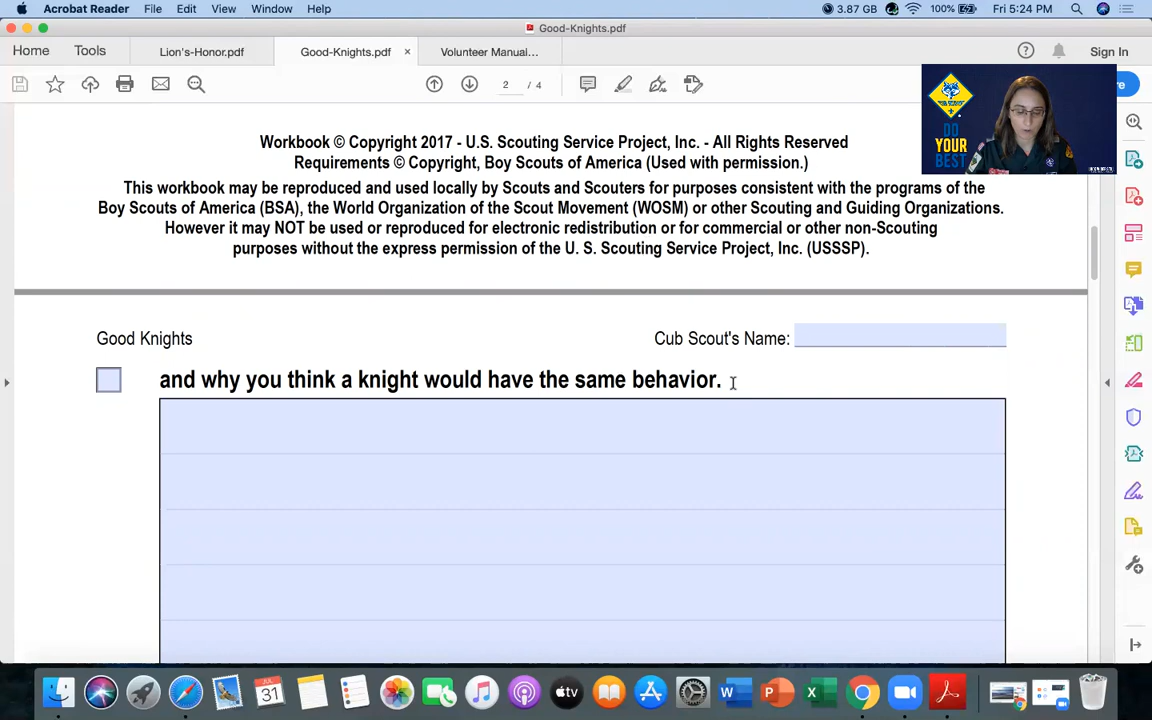 Acrobat Reader File Edit View Window Help 3.87 GB 100% Fri 5:24 PM
Good-Knights.pdf
Home Tools Lion's-Honor.pdf Good-Knights.pdf × Volunteer Manual... Sign In
2 / 4
DO
YOUR
BEST
Workbook © Copyright 2017 - U.S. Scouting Service Project, Inc. - All Rights Reserved
Requirements © Copyright, Boy Scouts of America (Used with permission.)
This workbook may be reproduced and used locally by Scouts and Scouters for purposes consistent with the programs of the
Boy Scouts of America (BSA), the World Organization of the Scout Movement (WOSM) or other Scouting and Guiding Organizations.
However it may NOT be used or reproduced for electronic redistribution or for commercial or other non-Scouting
purposes without the express permission of the U. S. Scouting Service Project, Inc. (USSSP).
Good Knights Cub Scout's Name:
and why you think a knight would have the same behavior.
JUL
31
tv
W P X